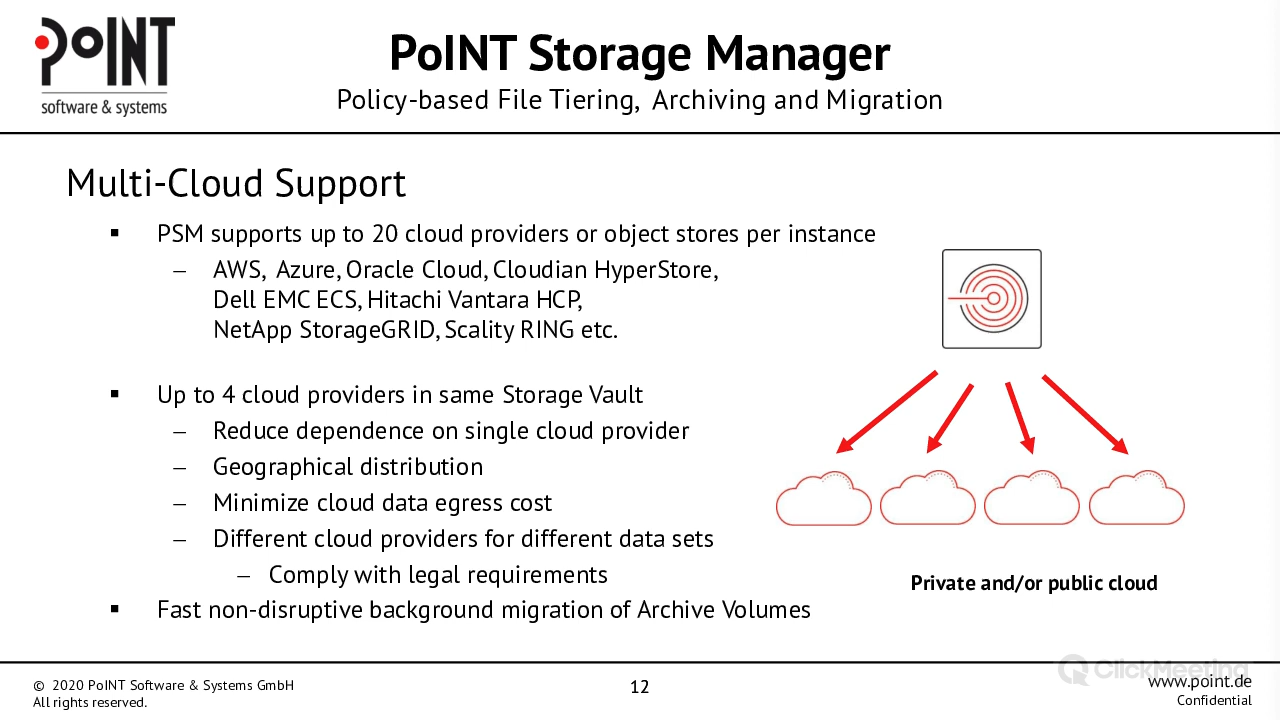 PoINT
software & systems
PoINT Storage Manager
Policy-based File Tiering, Archiving and Migration
Multi-Cloud Support
▪ PSM supports up to 20 cloud providers or object stores per instance
– AWS, Azure, Oracle Cloud, Cloudian HyperStore,
Dell EMC ECS, Hitachi Vantara HCP,
NetApp StorageGRID, Scality RING etc.
▪ Up to 4 cloud providers in same Storage Vault
– Reduce dependence on single cloud provider
– Geographical distribution
– Minimize cloud data egress cost
– Different cloud providers for different data sets
– Comply with legal requirements
▪ Fast non-disruptive background migration of Archive Volumes
Private and/or public cloud
© 2020 PoINT Software & Systems GmbH
All rights reserved.
12
ClickMeeting
www.point.de
Confidential